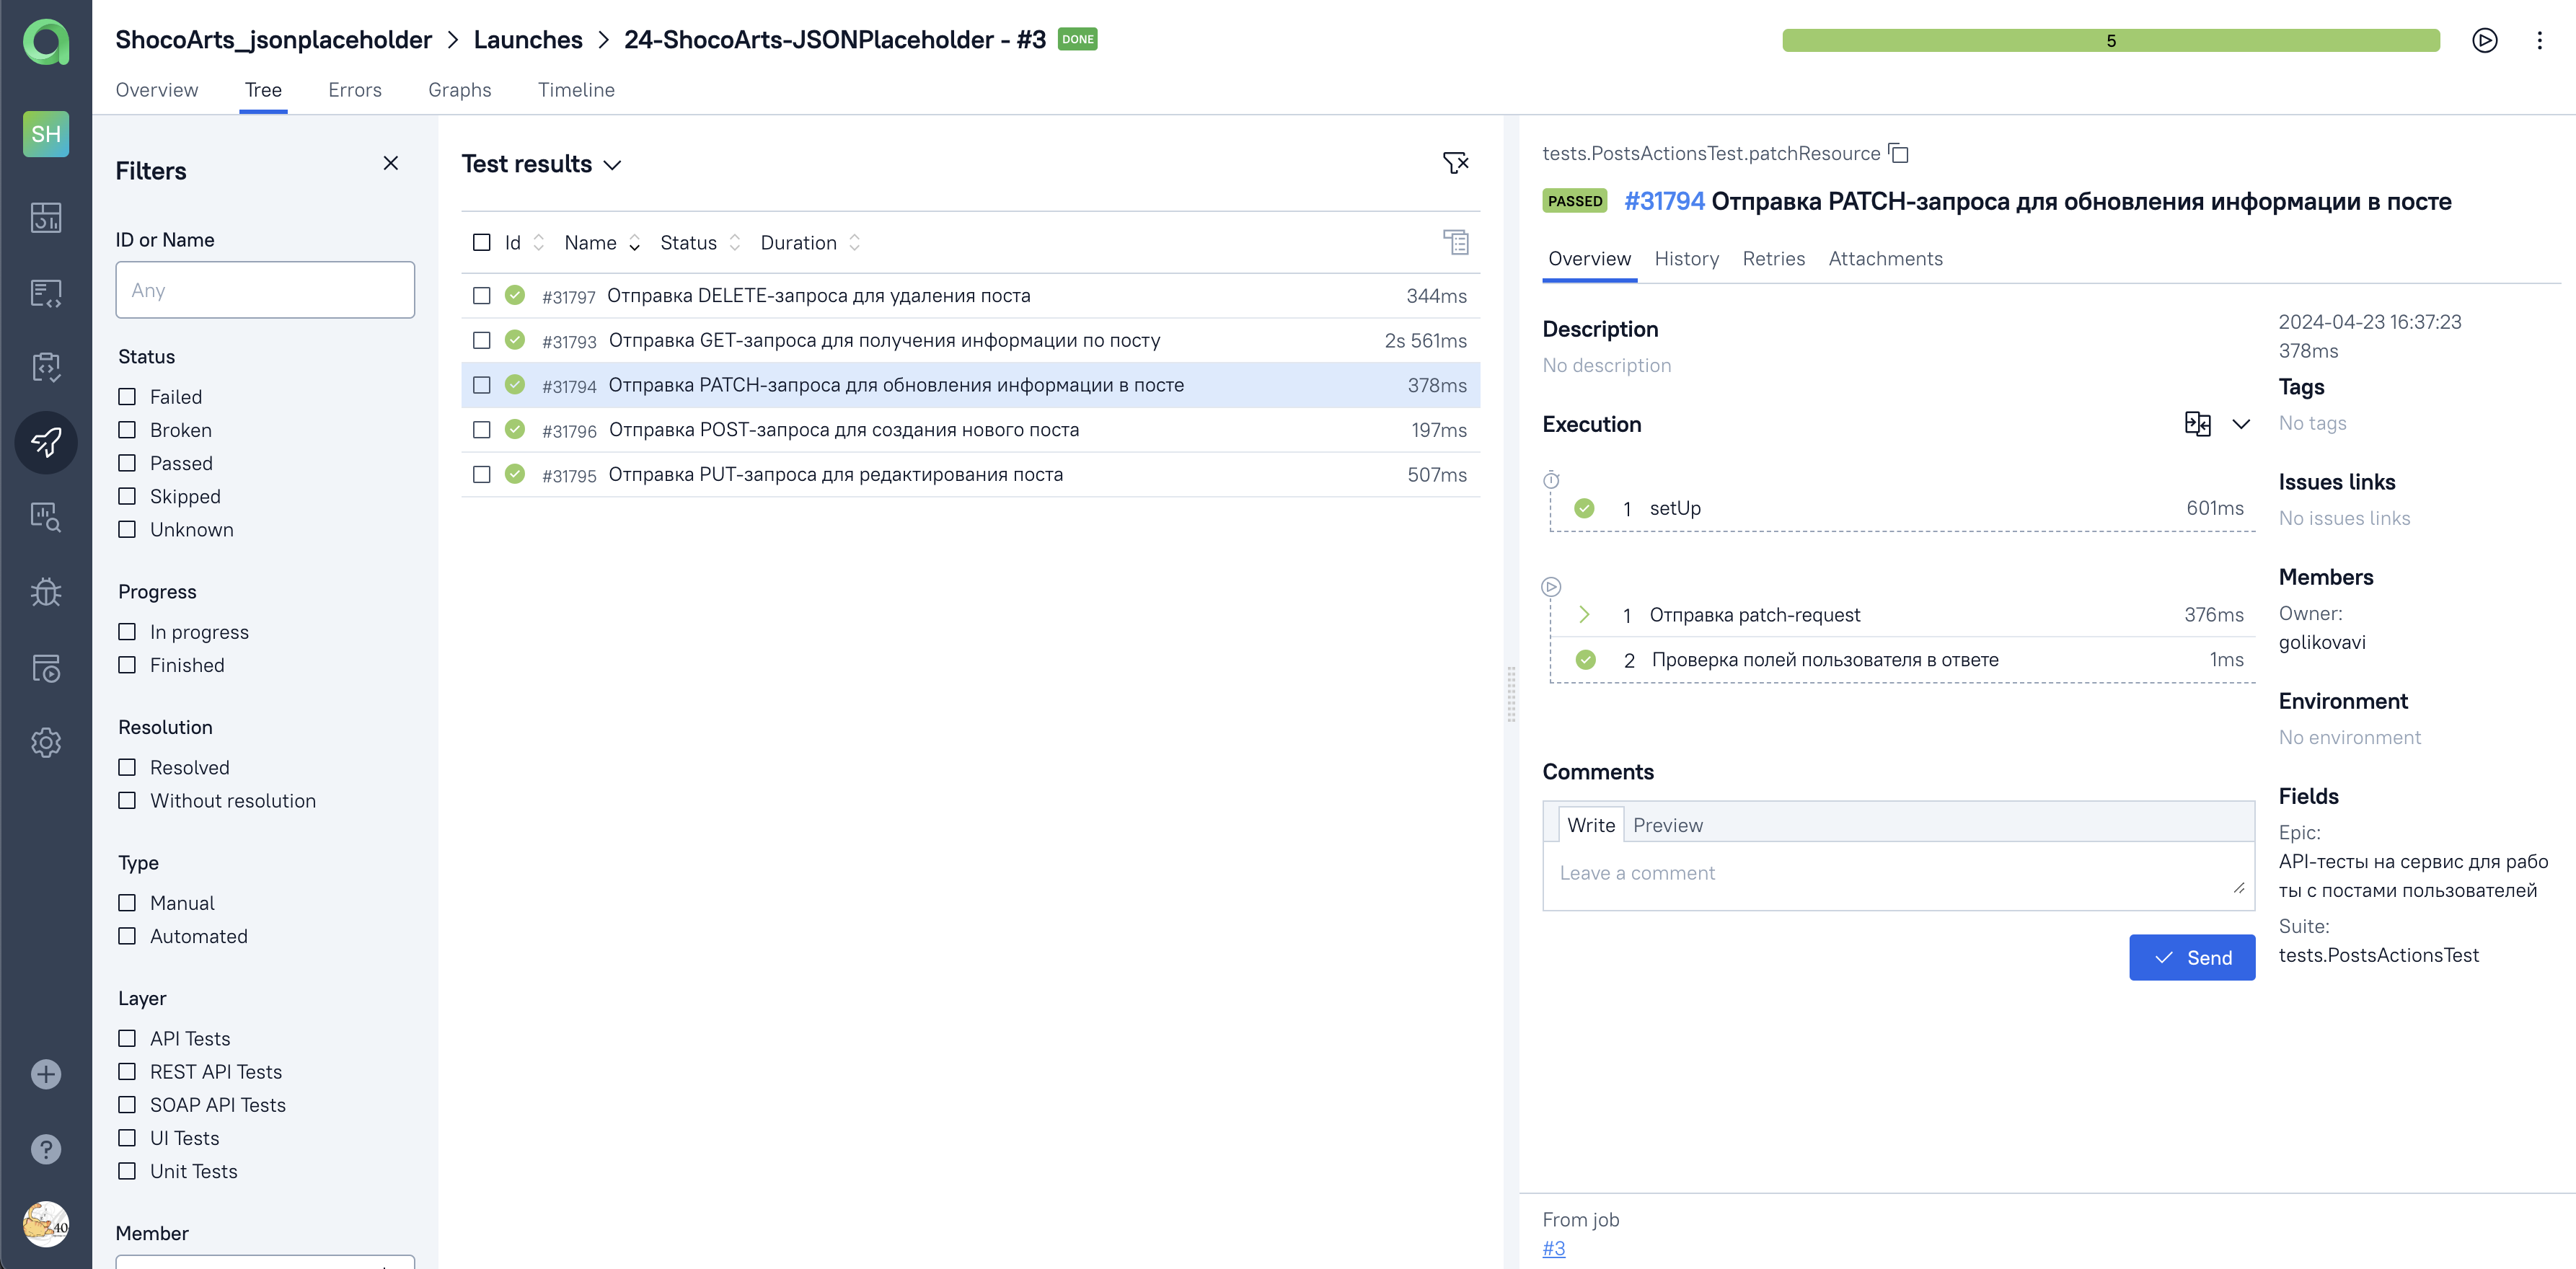 ShocoArts_jsonplaceholder > Launches > 24-ShocoArts-JSONPlaceholder - #3 DONE
5
Overview Tree Errors Graphs Timeline
SH
Filters
ID or Name
Any
Status
Failed
Broken
Passed
Skipped
Unknown
Progress
In progress
Finished
Resolution
Resolved
Without resolution
Type
Manual
Automated
Layer
API Tests
REST API Tests
SOAP API Tests
UI Tests
Unit Tests
Member
40
Test results
Id Name Status Duration
#31797 Отправка DELETE-запроса для удаления поста 344ms
#31793 Отправка GET-запроса для получения информации по посту 2s 561ms
#31794 Отправка PATCH-запроса для обновления информации в посте 378ms
#31796 Отправка POST-запроса для создания нового поста 197ms
#31795 Отправка PUT-запроса для редактирования поста 507ms
tests.PostsActionsTest.patchResource
PASSED #31794 Отправка PATCH-запроса для обновления информации в посте
Overview History Retries Attachments
Description
No description
Execution
1 setUp 601ms
1 Отправка patch-request 376ms
2 Проверка полей пользователя в ответе 1ms
Comments
Write Preview
Leave a comment
Send
2024-04-23 16:37:23
378ms
Tags
No tags
Issues links
No issues links
Members
Owner:
golikovavi
Environment
No environment
Fields
Epic:
API-тесты на сервис для рабо
ты с постами пользователей
Suite:
tests.PostsActionsTest
From job
#3